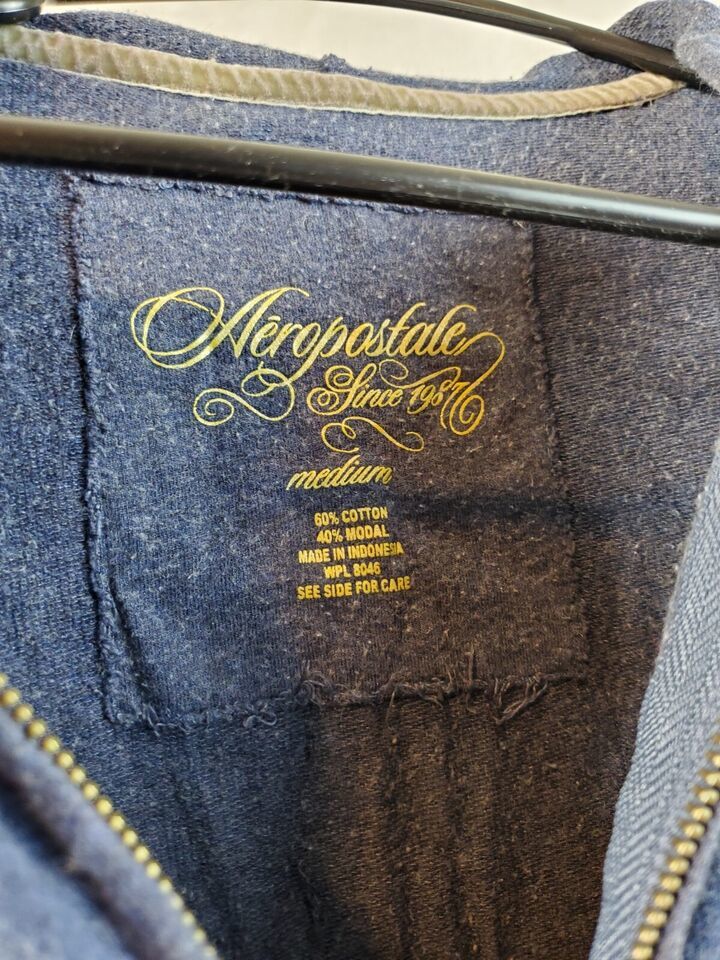 Aéropostale
Since 1987
medium
60% COTTON
40% MODAL
MADE IN INDONESIA
WPL 8046
SEE SIDE FOR CARE